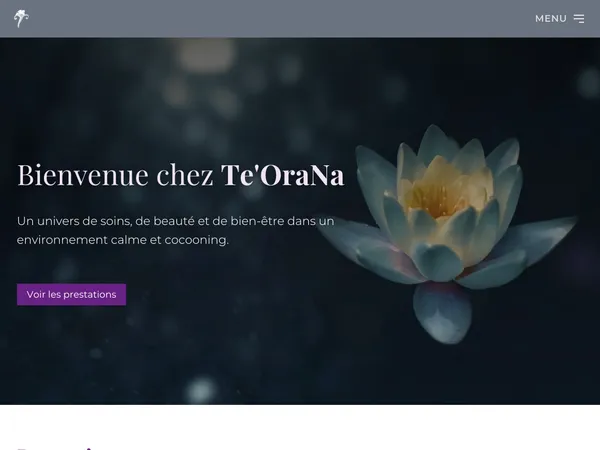 MENU
Bienvenue chez Te'OraNa
Un univers de soins, de beauté et de bien-être dans un
environnement calme et cocooning.
Voir les prestations